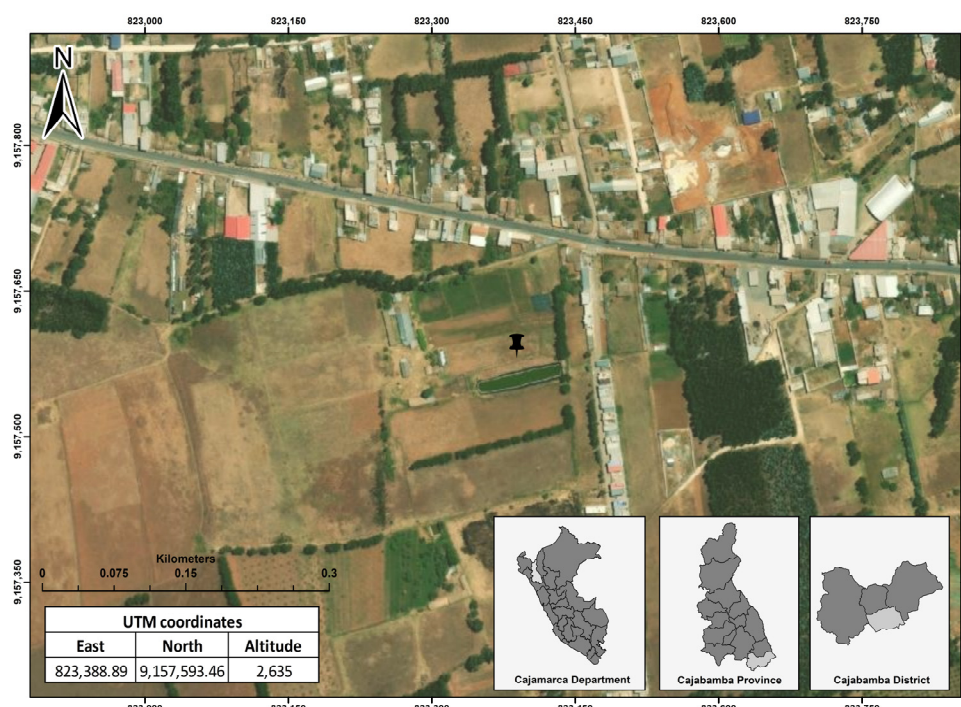 823,000 823,150 823,300 823,450 823,600 823,750
N
9,157,800
9,157,650
9,157,500
9,157,350
Kilometers
0 0.075 0.15 0.3
UTM coordinates
East North Altitude
823,388.89 9,157,593.46 2,635
Cajamarca Department
Cajabamba Province
Cajabamba District